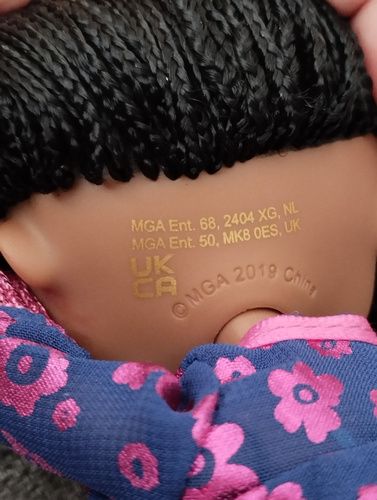 MGA Ent. 68, 2404 XG, NL
MGA Ent. 50, MK8 0ES, UK
UK
CA
©MGA 2019 China